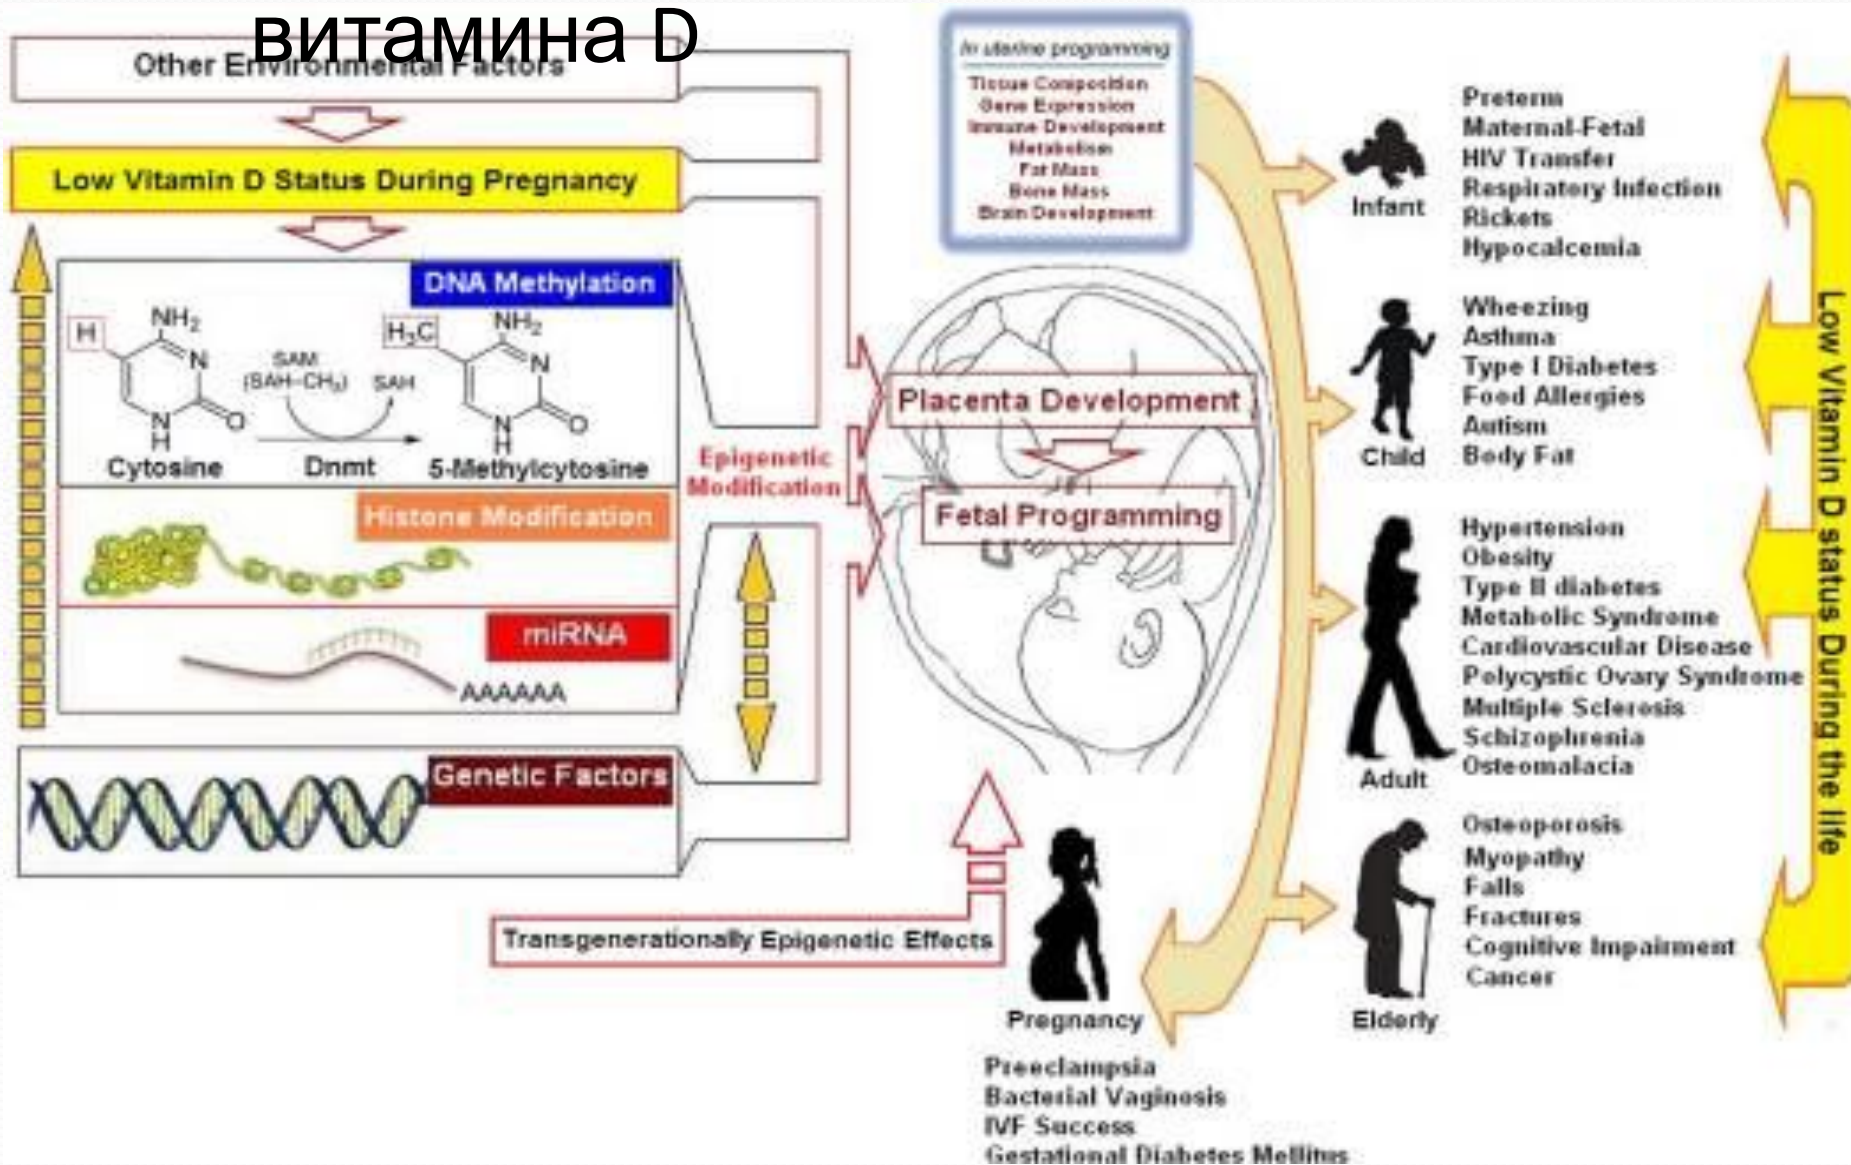 витамина D
Other Environmental Factors
Low Vitamin D Status During Pregnancy
DNA Methylation
H
NH₂
N
N
H
O
Cytosine
SAM
(SAH-CH₃)
SAH
Dnmt
H₃C
NH₂
N
N
H
O
5-Methylcytosine
Histone Modification
miRNA
AAAAAA
Genetic Factors
Epigenetic
Modification
In uterine programming
Tissue Composition
Gene Expression
Immune Development
Metabolism
Fat Mass
Bone Mass
Brain Development
Placenta Development
Fetal Programming
Transgenerationally Epigenetic Effects
Infant
Preterm
Maternal-Fetal
HIV Transfer
Respiratory Infection
Rickets
Hypocalcemia
Child
Wheezing
Asthma
Type I Diabetes
Food Allergies
Autism
Body Fat
Adult
Hypertension
Obesity
Type II diabetes
Metabolic Syndrome
Cardiovascular Disease
Polycystic Ovary Syndrome
Multiple Sclerosis
Schizophrenia
Osteomalacia
Elderly
Osteoporosis
Myopathy
Falls
Fractures
Cognitive Impairment
Cancer
Pregnancy
Preeclampsia
Bacterial Vaginosis
IVF Success
Gestational Diabetes Mellitus
Low Vitamin D status During the life